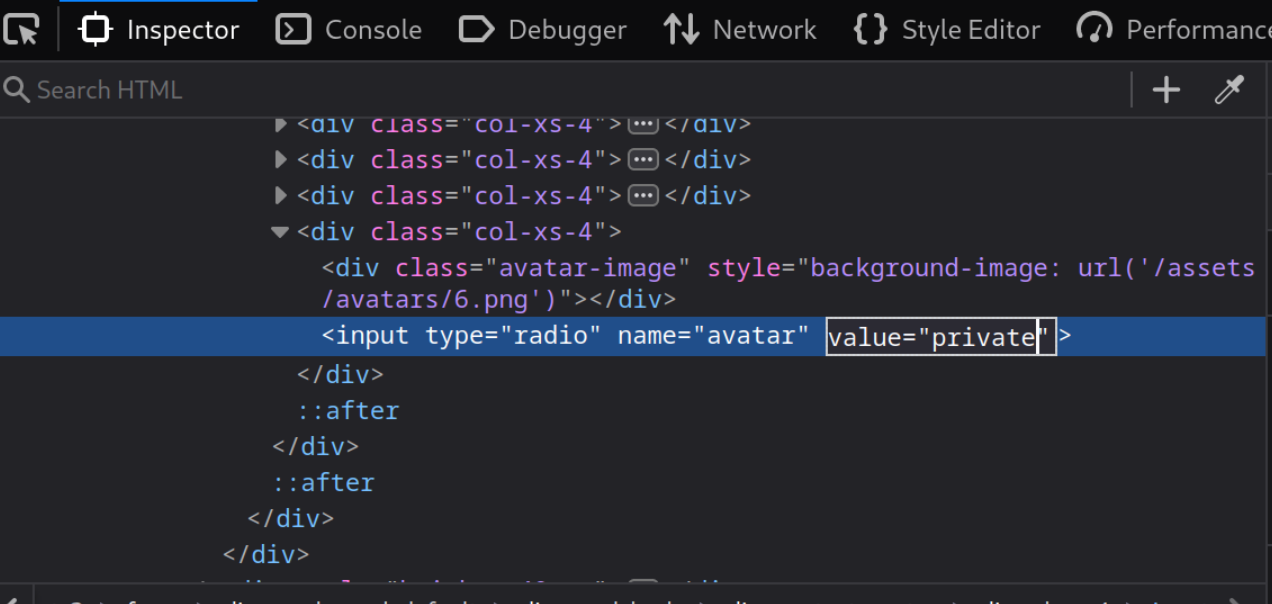 Inspector Console Debugger Network Style Editor Performance
Search HTML
<div class="col-xs-4"> ••• </div>
<div class="col-xs-4"> ••• </div>
<div class="col-xs-4"> ••• </div>
<div class="col-xs-4">
<div class="avatar-image" style="background-image: url('/assets
/avatars/6.png')"></div>
<input type="radio" name="avatar" value="private">
</div>
::after
</div>
::after
</div>
</div>